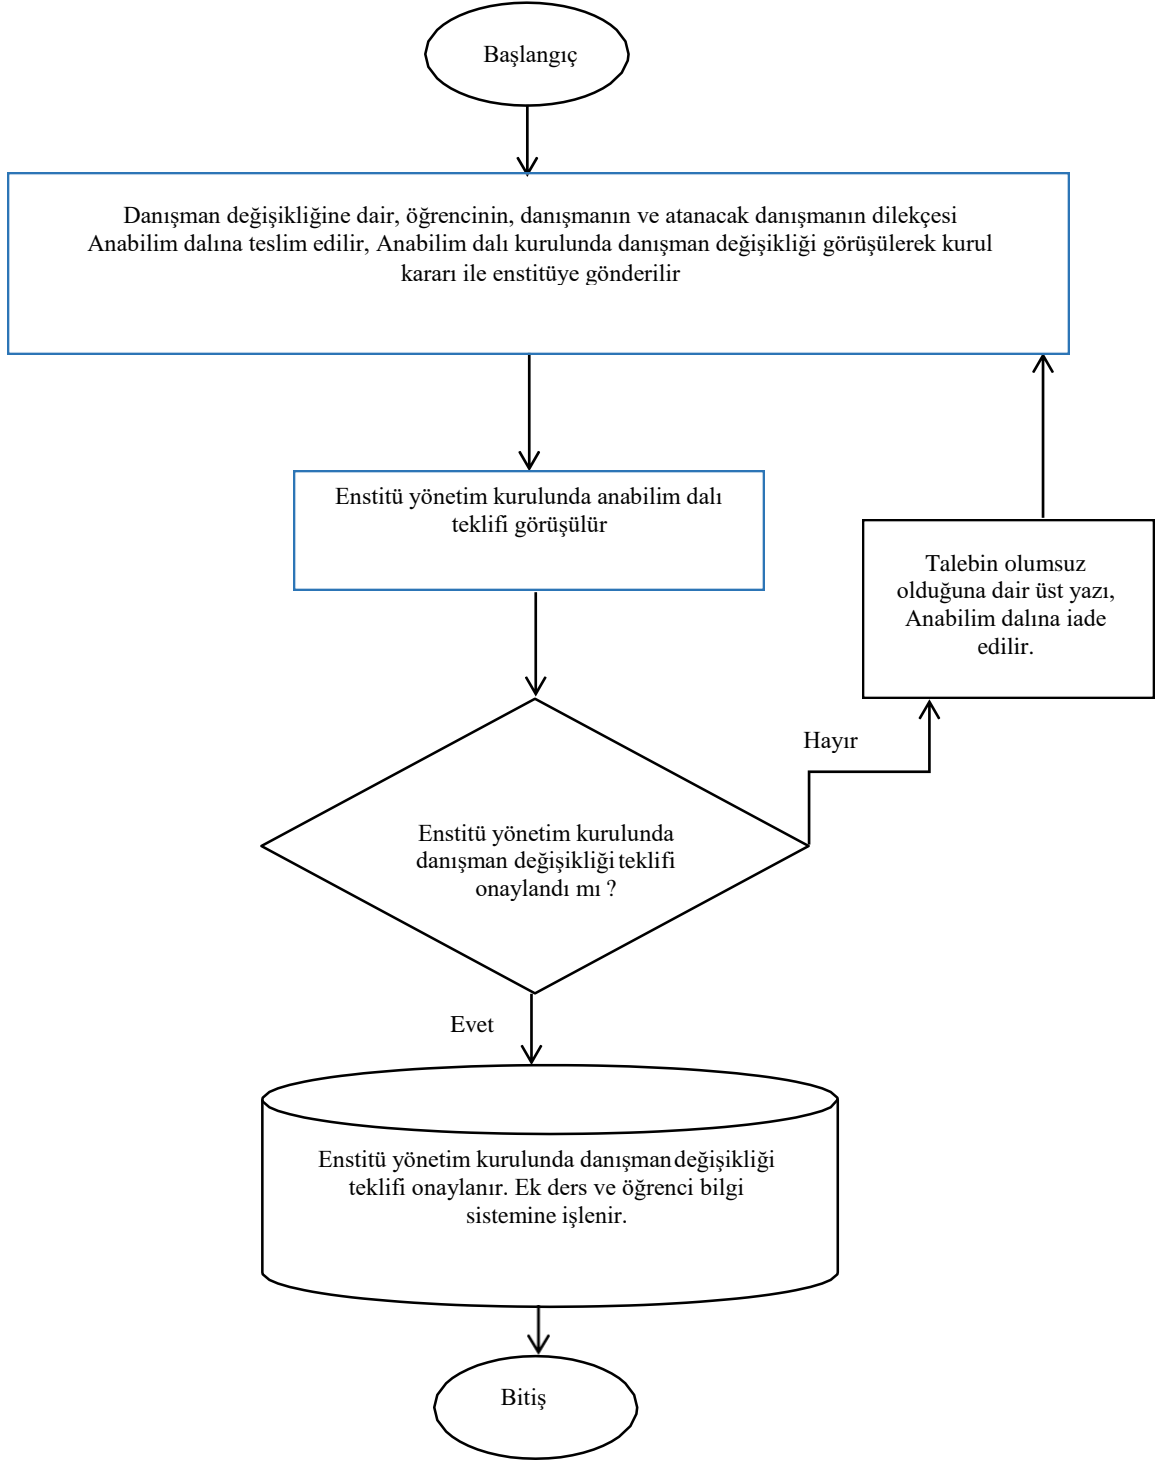 Başlangıç
Danışman değişikliğine dair, öğrencinin, danışmanın ve atanacak danışmanın dilekçesi
Anabilim dalına teslim edilir, Anabilim dalı kurulunda danışman değişikliği görüşülerek kurul
kararı ile enstitüye gönderilir
Enstitü yönetim kurulunda anabilim dalı
teklifi görüşülür
Talebin olumsuz
olduğuna dair üst yazı,
Anabilim dalına iade
edilir.
Hayır
Enstitü yönetim kurulunda
danışman değişikliği teklifi
onaylandı mı ?
Evet
Enstitü yönetim kurulunda danışman değişikliği
teklifi onaylanır. Ek ders ve öğrenci bilgi
sistemine işlenir.
Bitiş